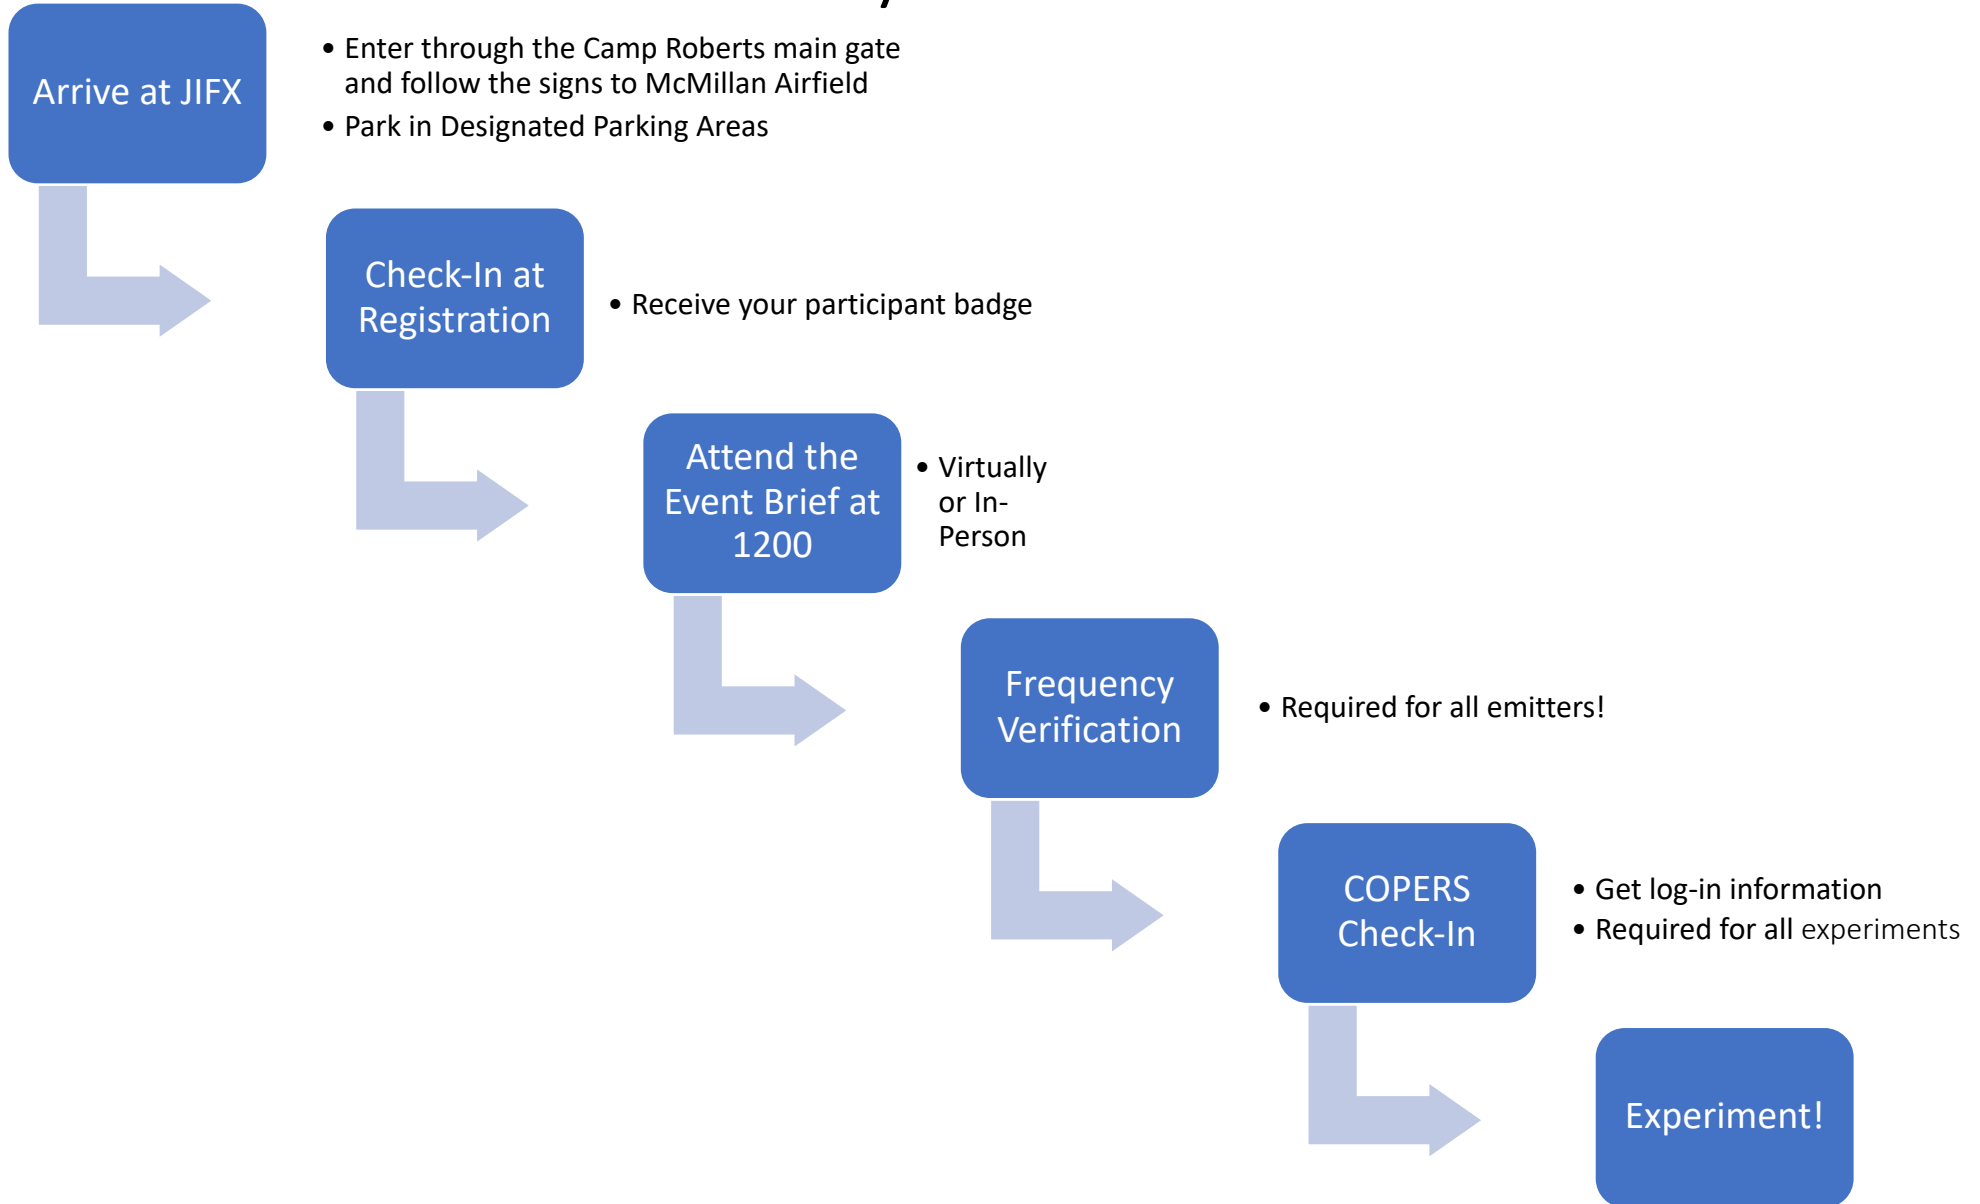 Arrive at JIFX
• Enter through the Camp Roberts main gate
and follow the signs to McMillan Airfield
• Park in Designated Parking Areas
Check-In at
Registration
• Receive your participant badge
Attend the
Event Brief at
1200
• Virtually
or In-
Person
Frequency
Verification
• Required for all emitters!
COPERS
Check-In
• Get log-in information
• Required for all experiments
Experiment!